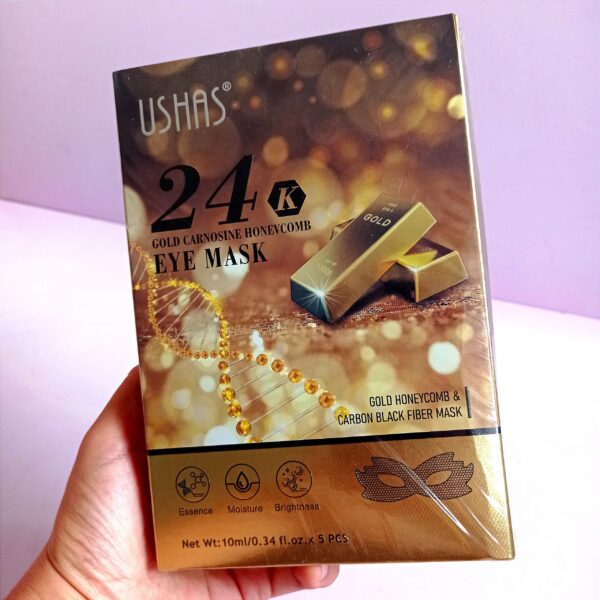 USHAS®
24 K
GOLD CARNOSINE HONEYCOMB
EYE MASK
GOLD
GOLD HONEYCOMB &
CARBON BLACK FIBER MASK
Essence Moisture Brightness
Net Wt:10ml/0.34 fl.oz.x 5 PCS